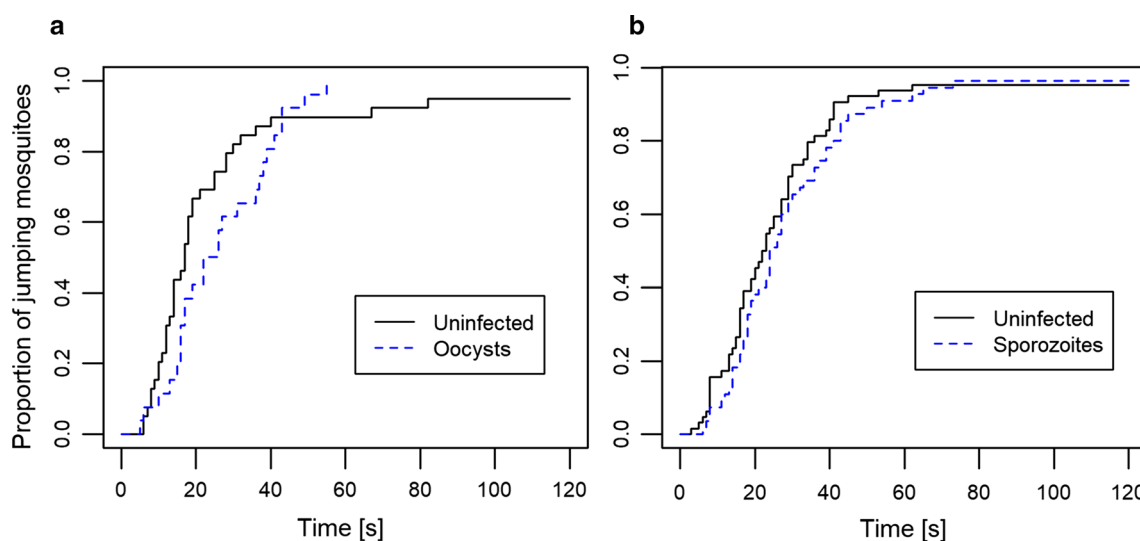 a
b
Proportion of jumping mosquitoes
1.0
0.8
0.6
0.4
0.2
0.0
Uninfected
Oocysts
0 20 40 60 80 100 120
Time [s]
1.0
0.8
0.6
0.4
0.2
0.0
Uninfected
Sporozoites
0 20 40 60 80 100 120
Time [s]